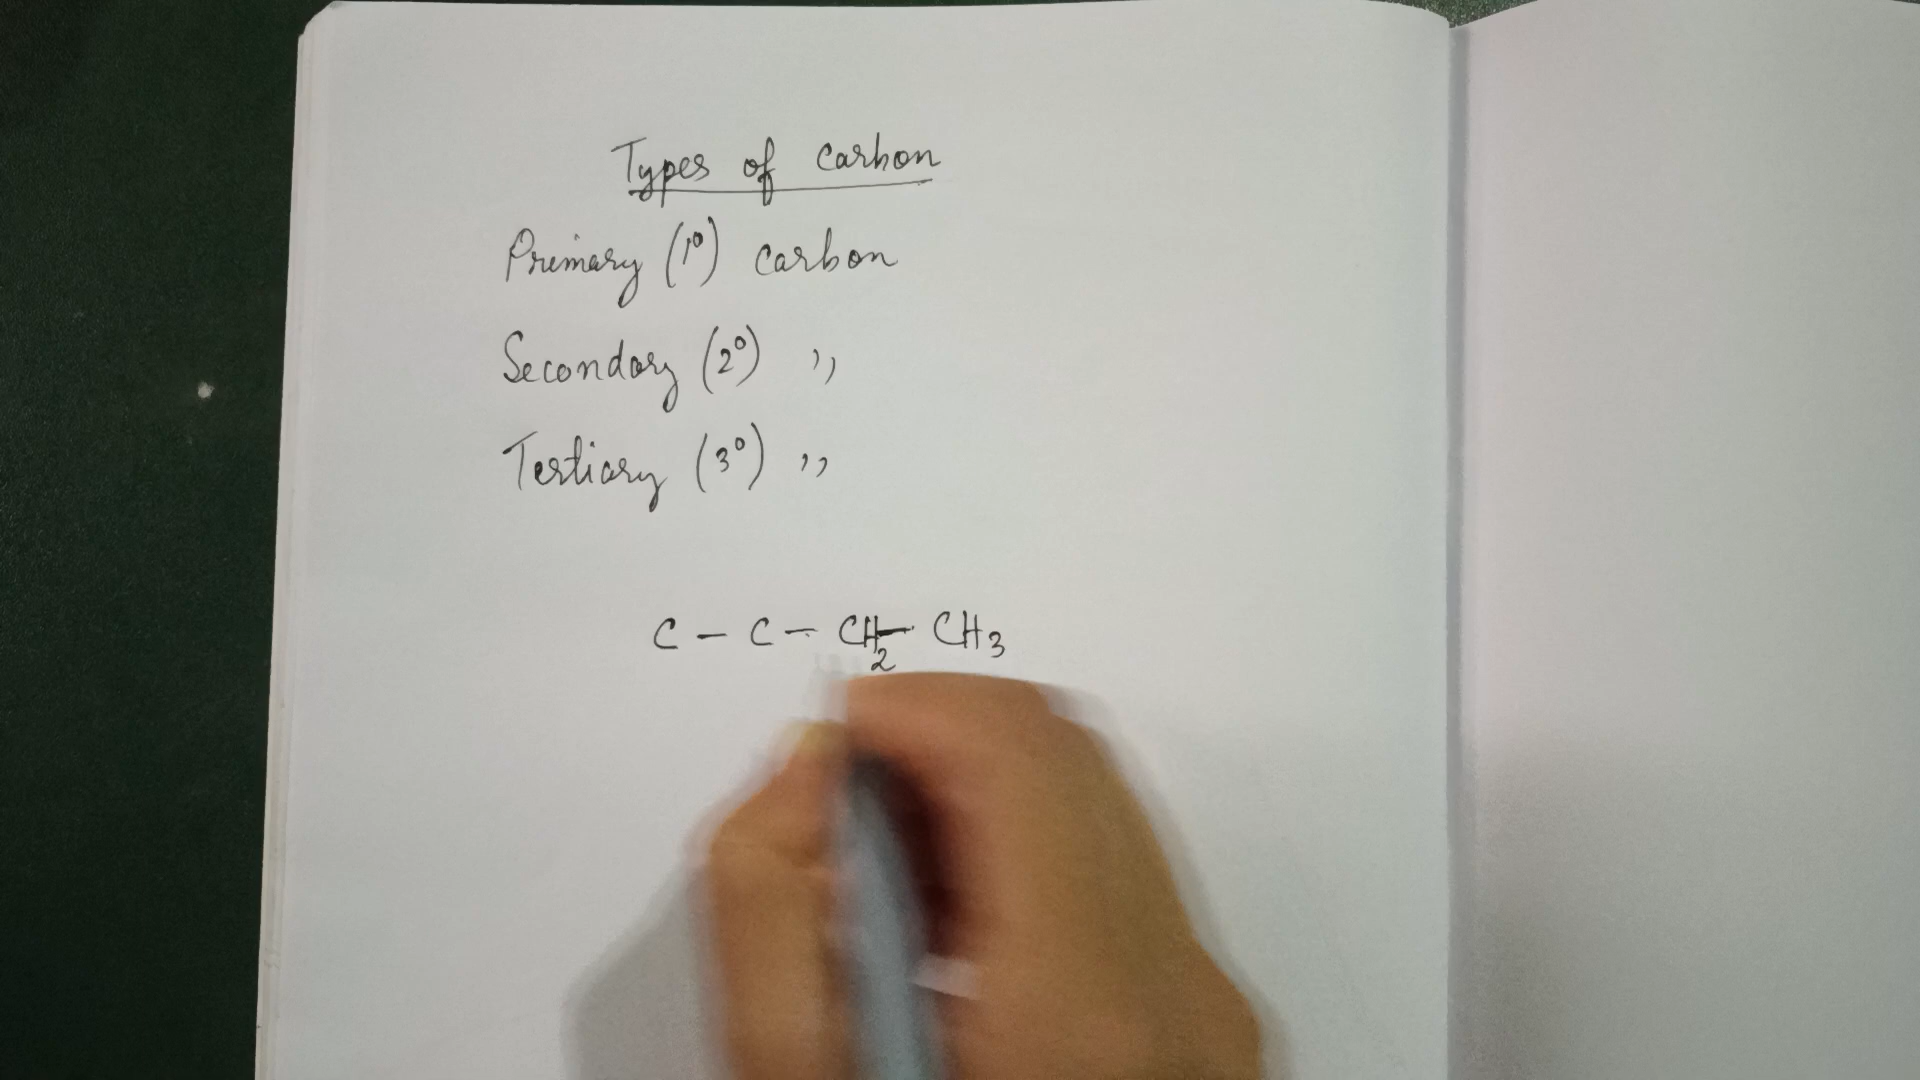 Types of carbon
Primary (1°) carbon
Secondary (2°) ,,
Tertiary (3°) ,,
C - C - CH2 - CH3